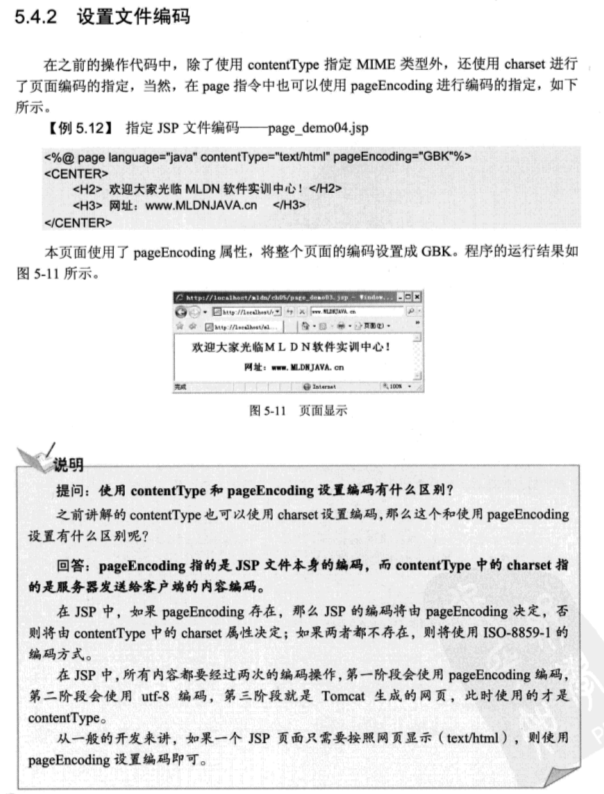 5.4.2 设置文件编码
在之前的操作代码中，除了使用 contentType 指定 MIME 类型外，还使用 charset 进行
了页面编码的指定，当然，在 page 指令中也可以使用 pageEncoding 进行编码的指定，如下
所示。
【例 5.12】 指定 JSP 文件编码——page_demo04.jsp
<%@ page language="java" contentType="text/html" pageEncoding="GBK"%>
<CENTER>
<H2> 欢迎大家光临 MLDN 软件实训中心！</H2>
<H3> 网址：www.MLDNJAVA.cn </H3>
</CENTER>
本页面使用了 pageEncoding 属性，将整个页面的编码设置成 GBK。程序的运行结果如
图 5-11 所示。
http://localhost/mldn/ch05/page_demo03.jsp - Window...
http://localhost/ www.MLDNJAVA.cn
http://localhost/ml... 页面(P)
欢迎大家光临MLDN软件实训中心！
网址：www.MLDNJAVA.cn
完成 Internet 100%
图 5-11 页面显示
说明
提问：使用 contentType 和 pageEncoding 设置编码有什么区别？
之前讲解的 contentType 也可以使用 charset 设置编码，那么这个和使用 pageEncoding
设置有什么区别呢？
回答：pageEncoding 指的是 JSP 文件本身的编码，而 contentType 中的 charset 指
的是服务器发送给客户端的内容编码。
在 JSP 中，如果 pageEncoding 存在，那么 JSP 的编码将由 pageEncoding 决定，否
则将由 contentType 中的 charset 属性决定；如果两者都不存在，则将使用 ISO-8859-1 的
编码方式。
在 JSP 中，所有内容都要经过两次的编码操作，第一阶段会使用 pageEncoding 编码，
第二阶段会使用 utf-8 编码，第三阶段就是 Tomcat 生成的网页，此时使用的才是
contentType。
从一般的开发来讲，如果一个 JSP 页面只需要按照网页显示（text/html），则使用
pageEncoding 设置编码即可。